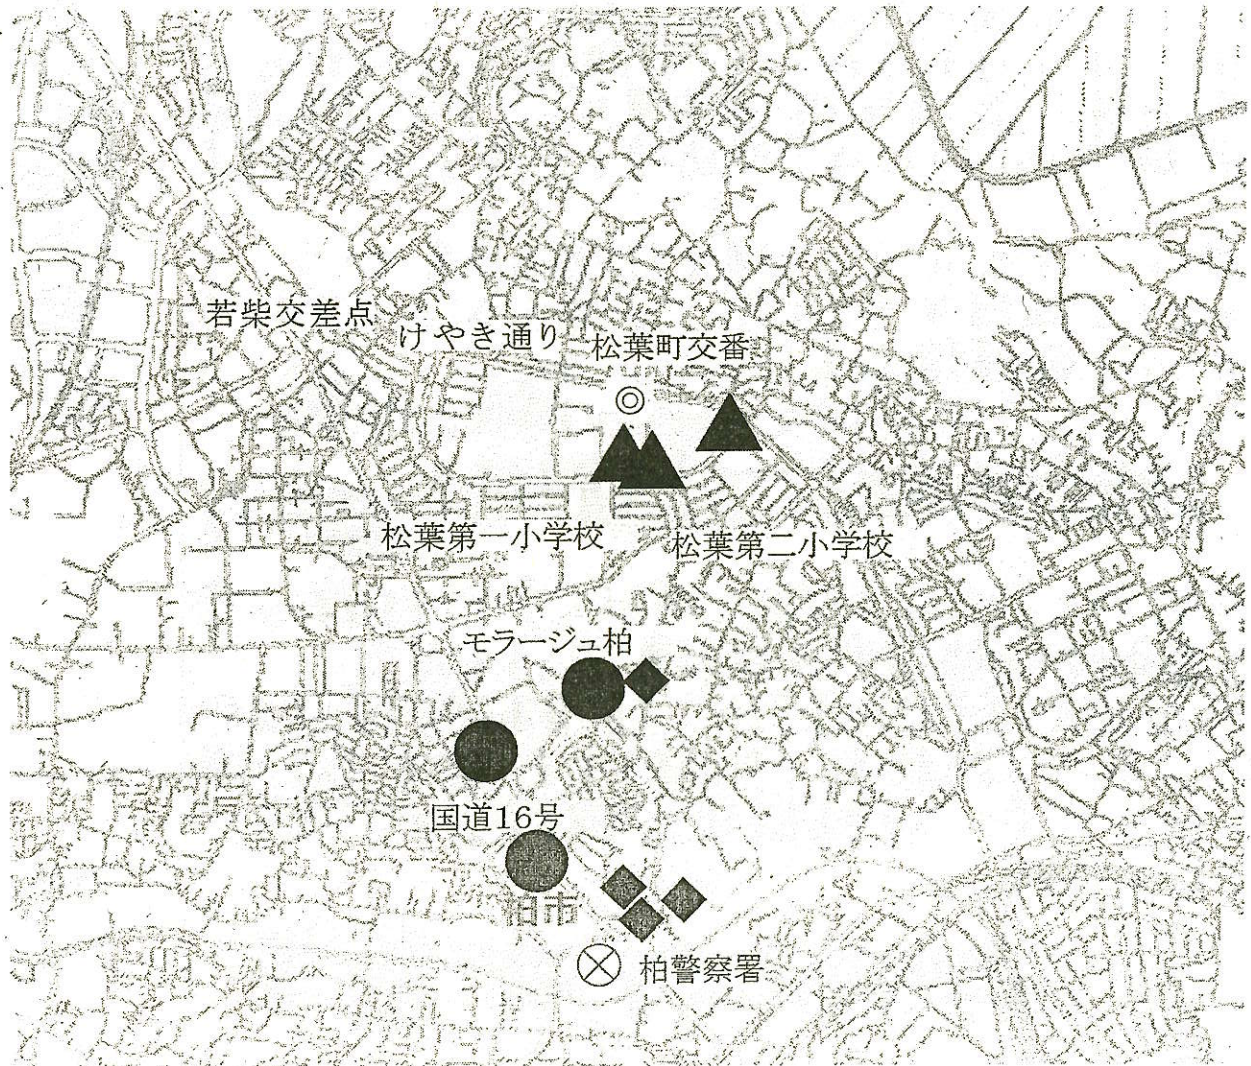 若柴交差点
けやき通り
松葉町交番
松葉第一小学校
松葉第二小学校
モラージュ柏
国道16号
柏市
柏警察署